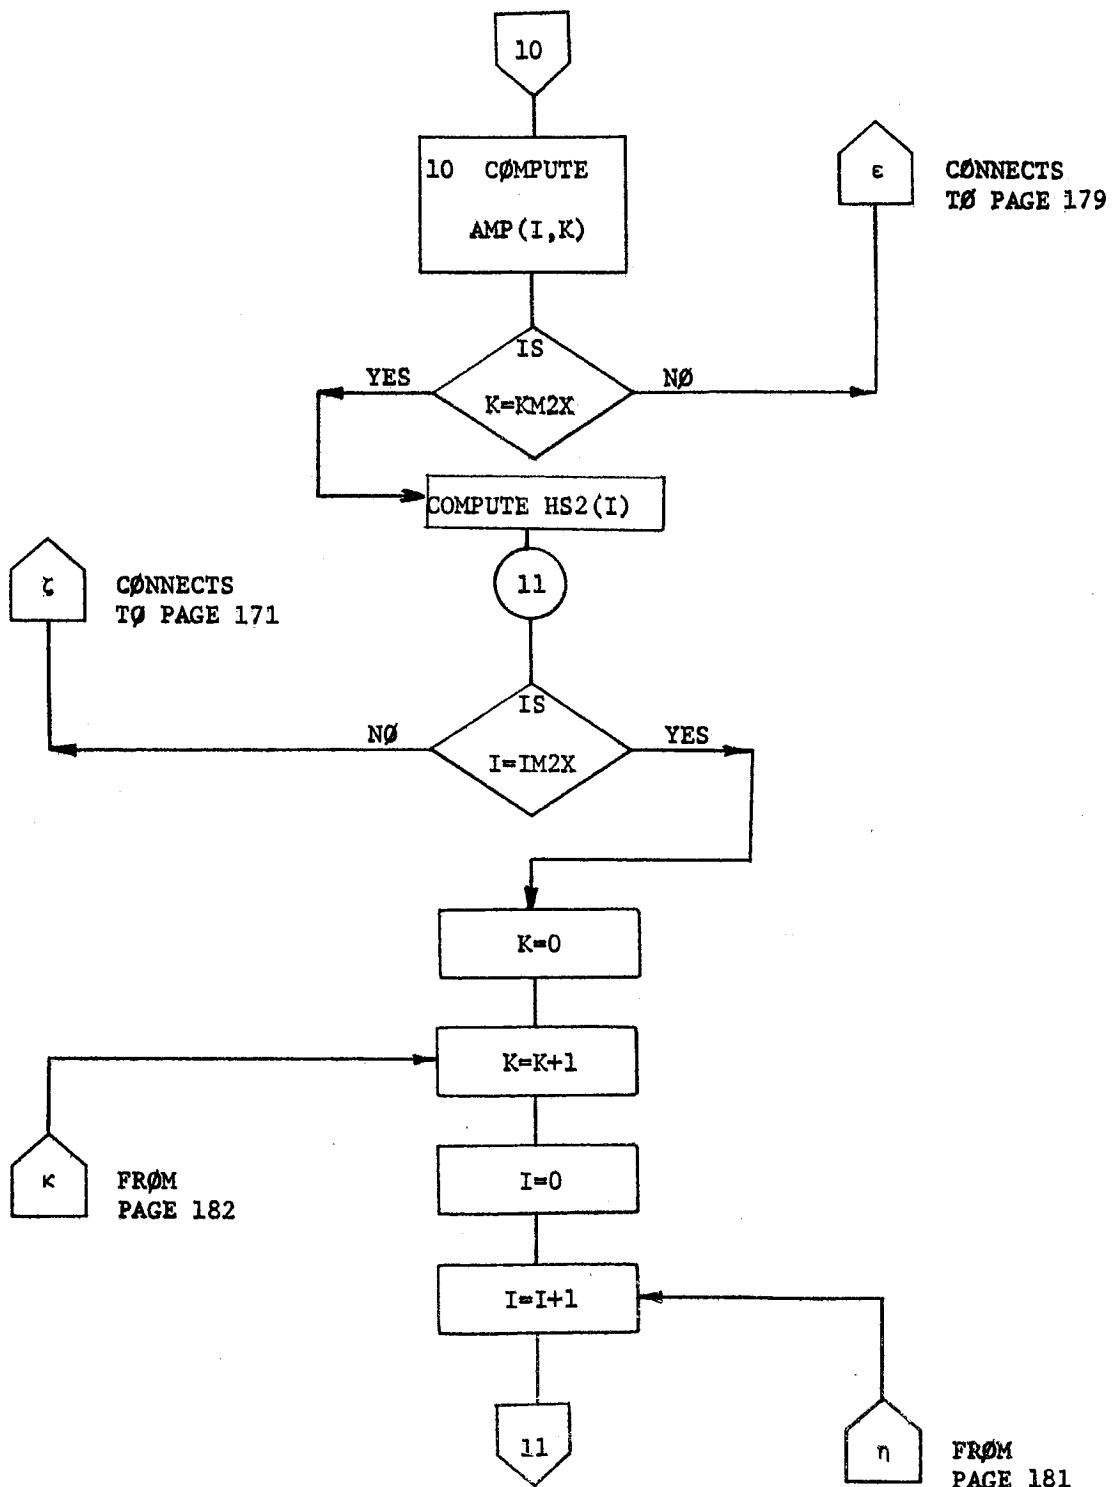 10
10 CØMPUTE
AMP(I,K)
ε
CØNNECTS
TØ PAGE 179
IS
K=KM2X
YES
NØ
COMPUTE HS2(I)
11
ζ
CØNNECTS
TØ PAGE 171
IS
I=IM2X
NØ
YES
K=0
K=K+1
κ
FRØM
PAGE 182
I=0
I=I+1
11
η
FRØM
PAGE 181